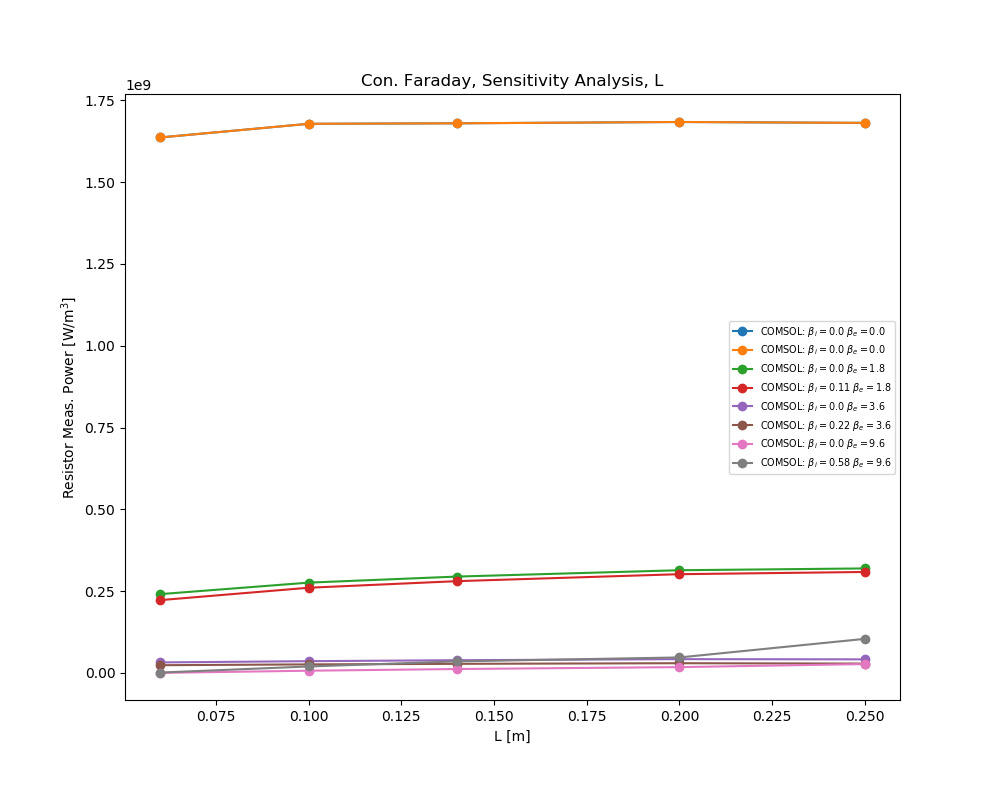 Con. Faraday, Sensitivity Analysis, L
1e9
1.75
1.50
1.25
1.00
0.75
0.50
0.25
0.00
Resistor Meas. Power [W/m³]
COMSOL: βᵢ = 0.0 βₑ = 0.0
COMSOL: βᵢ = 0.0 βₑ = 0.0
COMSOL: βᵢ = 0.0 βₑ = 1.8
COMSOL: βᵢ = 0.11 βₑ = 1.8
COMSOL: βᵢ = 0.0 βₑ = 3.6
COMSOL: βᵢ = 0.22 βₑ = 3.6
COMSOL: βᵢ = 0.0 βₑ = 9.6
COMSOL: βᵢ = 0.58 βₑ = 9.6
0.075 0.100 0.125 0.150 0.175 0.200 0.225 0.250
L [m]